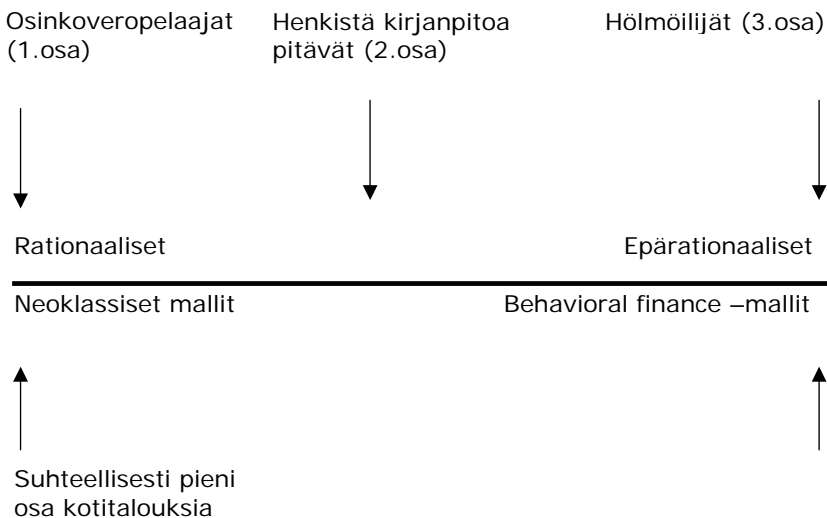 Osinkoveropelaajat
(1.osa)
Henkistä kirjanpitoa
pitävät (2.osa)
Hölmöilijät (3.osa)
Rationaaliset
Epärationaaliset
Neoklassiset mallit
Behavioral finance –mallit
Suhteellisesti pieni
osa kotitalouksia